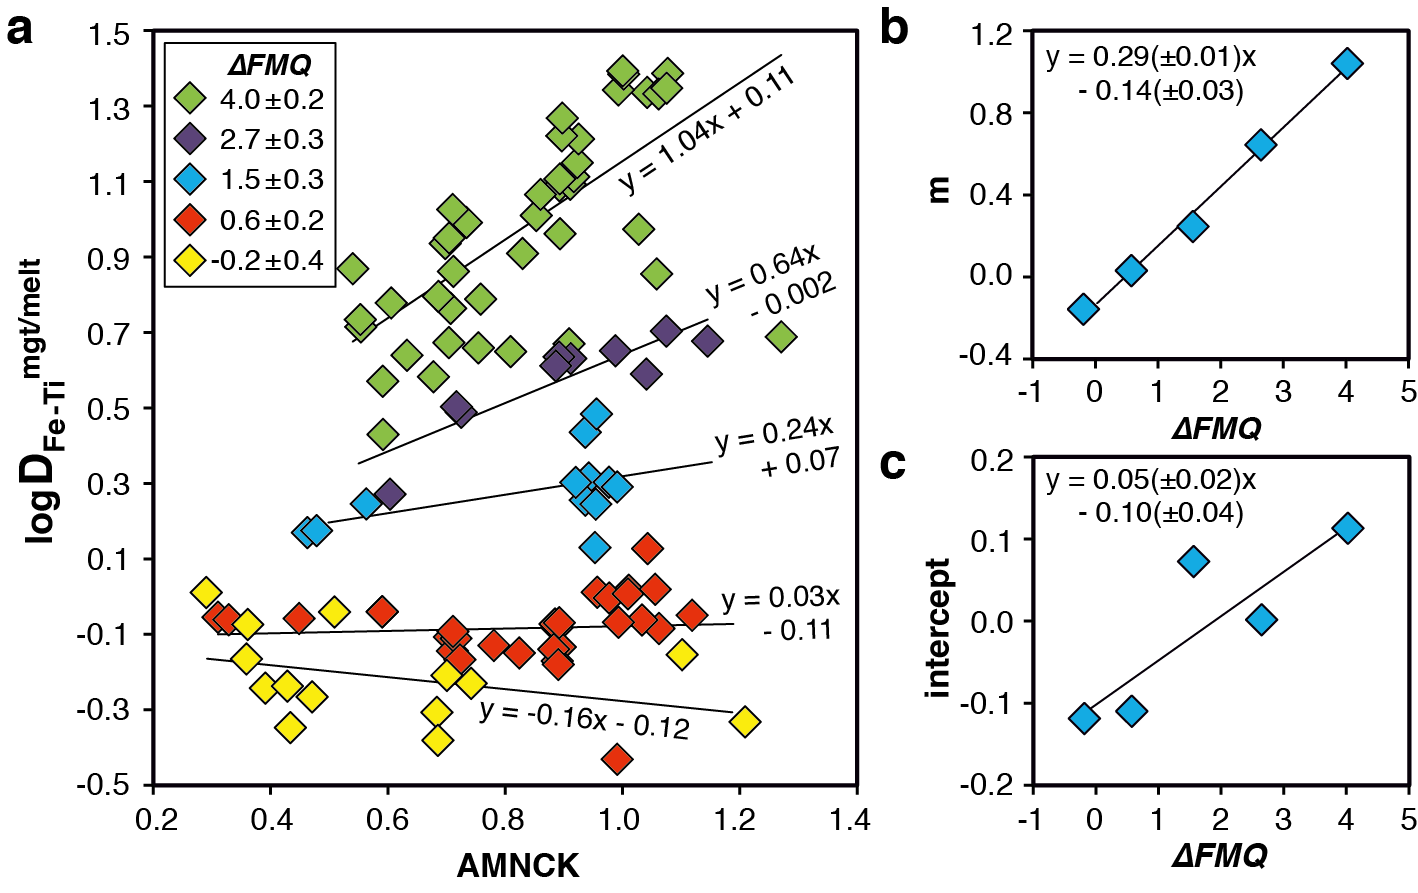 a
1.5
1.3
1.1
0.9
0.7
0.5
0.3
0.1
-0.1
-0.3
-0.5
logD Fe-Ti mgt/melt
ΔFMQ
4.0±0.2
2.7±0.3
1.5±0.3
0.6±0.2
-0.2±0.4
y = 1.04x + 0.11
y = 0.64x
- 0.002
y = 0.24x
+ 0.07
y = 0.03x
- 0.11
y = -0.16x - 0.12
0.2 0.4 0.6 0.8 1.0 1.2 1.4
AMNCK
b
1.2
0.8
0.4
0.0
-0.4
m
y = 0.29(±0.01)x
- 0.14(±0.03)
-1 0 1 2 3 4 5
ΔFMQ
c
0.2
0.1
0.0
-0.1
-0.2
intercept
y = 0.05(±0.02)x
- 0.10(±0.04)
-1 0 1 2 3 4 5
ΔFMQ